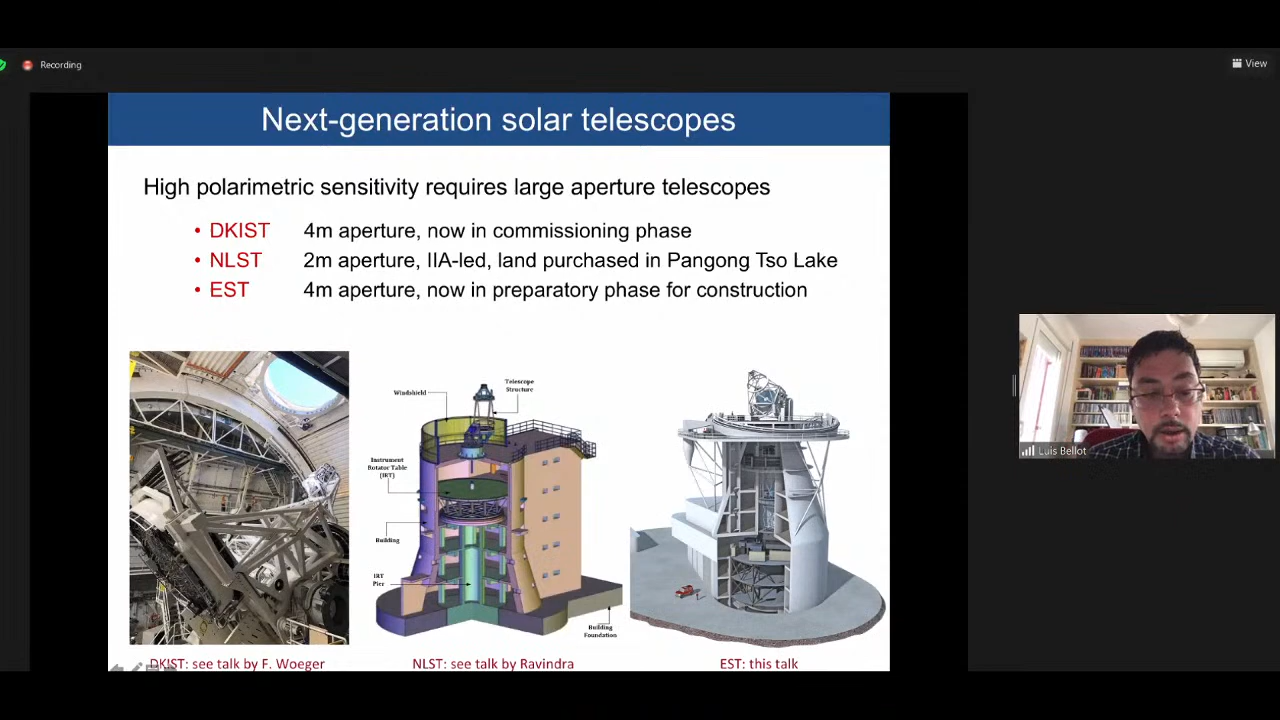 Recording
View
Next-generation solar telescopes
High polarimetric sensitivity requires large aperture telescopes
• DKIST 4m aperture, now in commissioning phase
• NLST 2m aperture, IIA-led, land purchased in Pangong Tso Lake
• EST 4m aperture, now in preparatory phase for construction
Windshield
Telescope
Structure
Instrument
Rotator Table
(IRT)
Building
IRT
Pier
Building
Foundation
DKIST: see talk by F. Woeger
NLST: see talk by Ravindra
EST: this talk
Luis Bellot